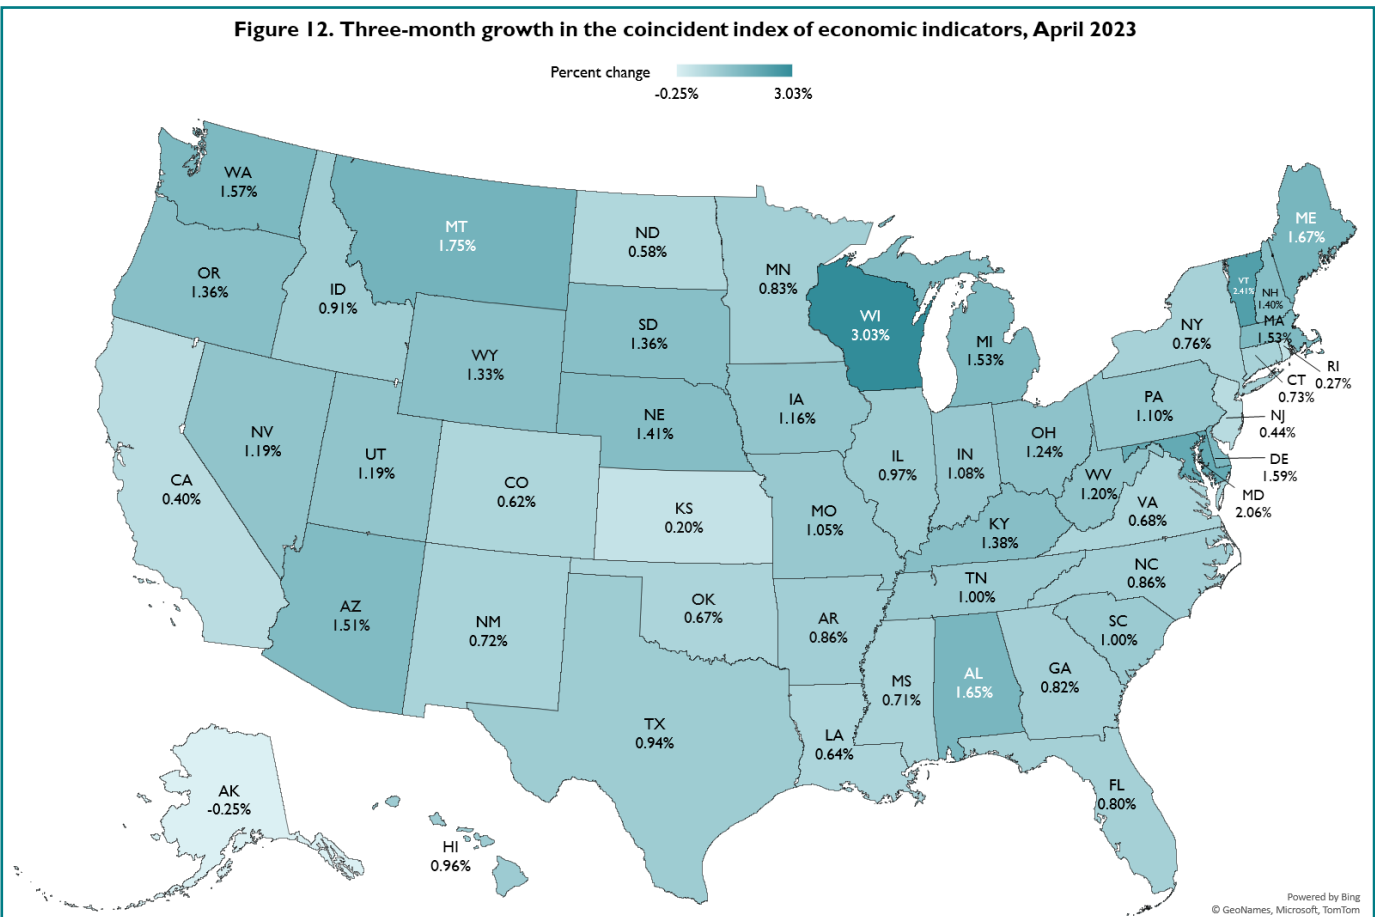 Figure 12. Three-month growth in the coincident index of economic indicators, April 2023
Percent change
-0.25%
3.03%
WA
1.57%
MT
1.75%
ND
0.58%
MN
0.83%
ME
1.67%
OR
1.36%
ID
0.91%
SD
1.36%
WI
3.03%
VT
2.41%
NH
1.40%
MA
1.53%
NY
0.76%
MI
1.53%
WY
1.33%
RI
0.27%
CT
0.73%
NE
1.41%
IA
1.16%
PA
1.10%
NJ
0.44%
NV
1.19%
UT
1.19%
OH
1.24%
IL
0.97%
IN
1.08%
DE
1.59%
CA
0.40%
CO
0.62%
WV
1.20%
MD
2.06%
VA
0.68%
KS
0.20%
MO
1.05%
KY
1.38%
NC
0.86%
TN
1.00%
AZ
1.51%
NM
0.72%
OK
0.67%
AR
0.86%
SC
1.00%
MS
0.71%
AL
1.65%
GA
0.82%
TX
0.94%
LA
0.64%
AK
-0.25%
FL
0.80%
HI
0.96%
Powered by Bing
© GeoNames, Microsoft, TomTom